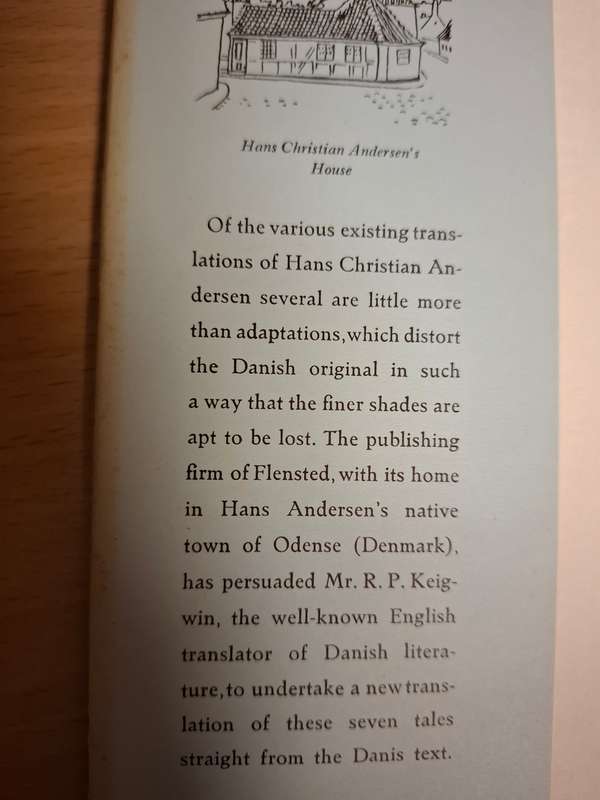 Hans Christian Andersen's
House
Of the various existing trans-
lations of Hans Christian An-
dersen several are little more
than adaptations, which distort
the Danish original in such
a way that the finer shades are
apt to be lost. The publishing
firm of Flensted, with its home
in Hans Andersen's native
town of Odense (Denmark),
has persuaded Mr. R. P. Keig-
win, the well-known English
translator of Danish litera-
ture, to undertake a new trans-
lation of these seven tales
straight from the Danis text.